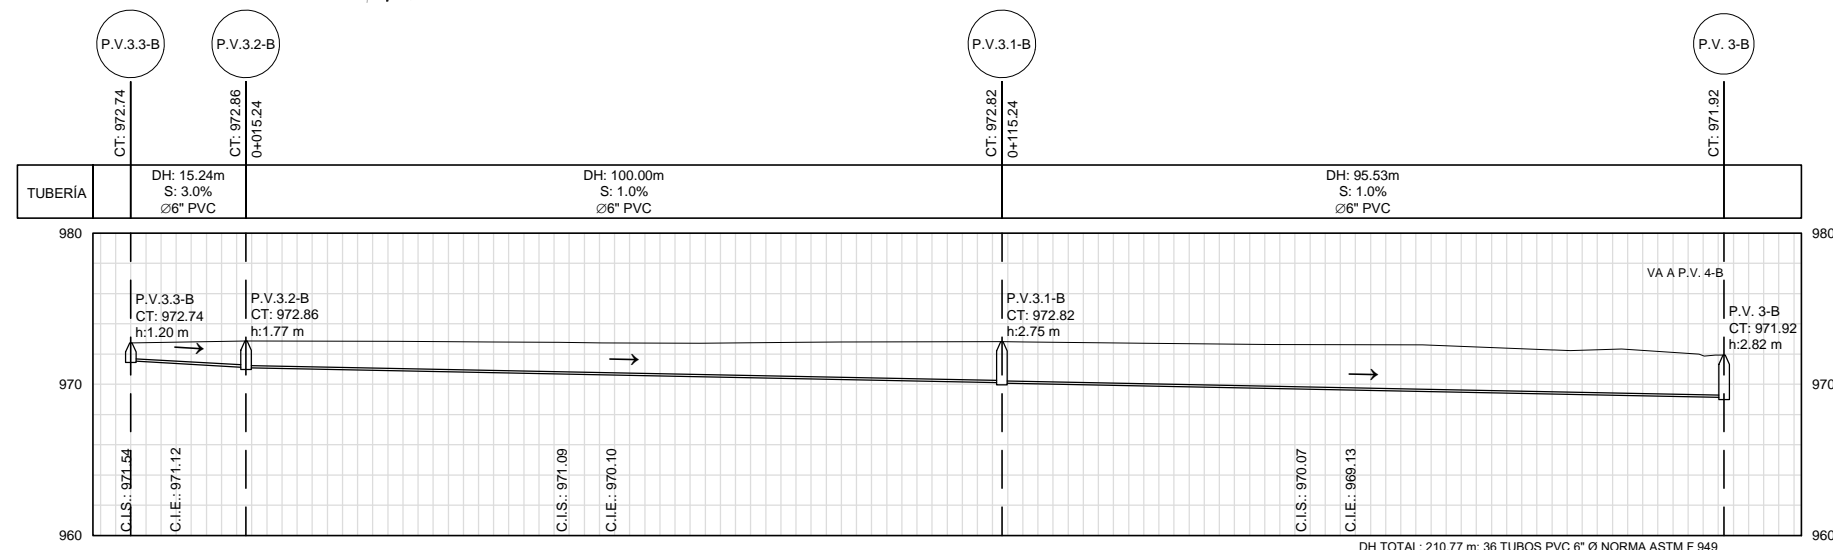 P.V.3.3-B
P.V.3.2-B
P.V.3.1-B
P.V. 3-B
CT: 972.74
CT: 972.86
0+015.24
CT: 972.82
0+115.24
CT: 971.92
TUBERÍA
DH: 15.24m
S: 3.0%
Ø6" PVC
DH: 100.00m
S: 1.0%
Ø6" PVC
DH: 95.53m
S: 1.0%
Ø6" PVC
980
980
VA A P.V. 4-B
P.V.3.3-B
CT: 972.74
h:1.20 m
P.V.3.2-B
CT: 972.86
h:1.77 m
P.V.3.1-B
CT: 972.82
h:2.75 m
P.V. 3-B
CT: 971.92
h:2.82 m
970
970
C.I.S.: 971.54
C.I.E.: 971.12
C.I.S.: 971.09
C.I.E.: 970.10
C.I.S.: 970.07
C.I.E.: 969.13
960
960
DH TOTAL: 210.77 m; 36 TUBOS PVC 6" Ø NORMA ASTM F 949